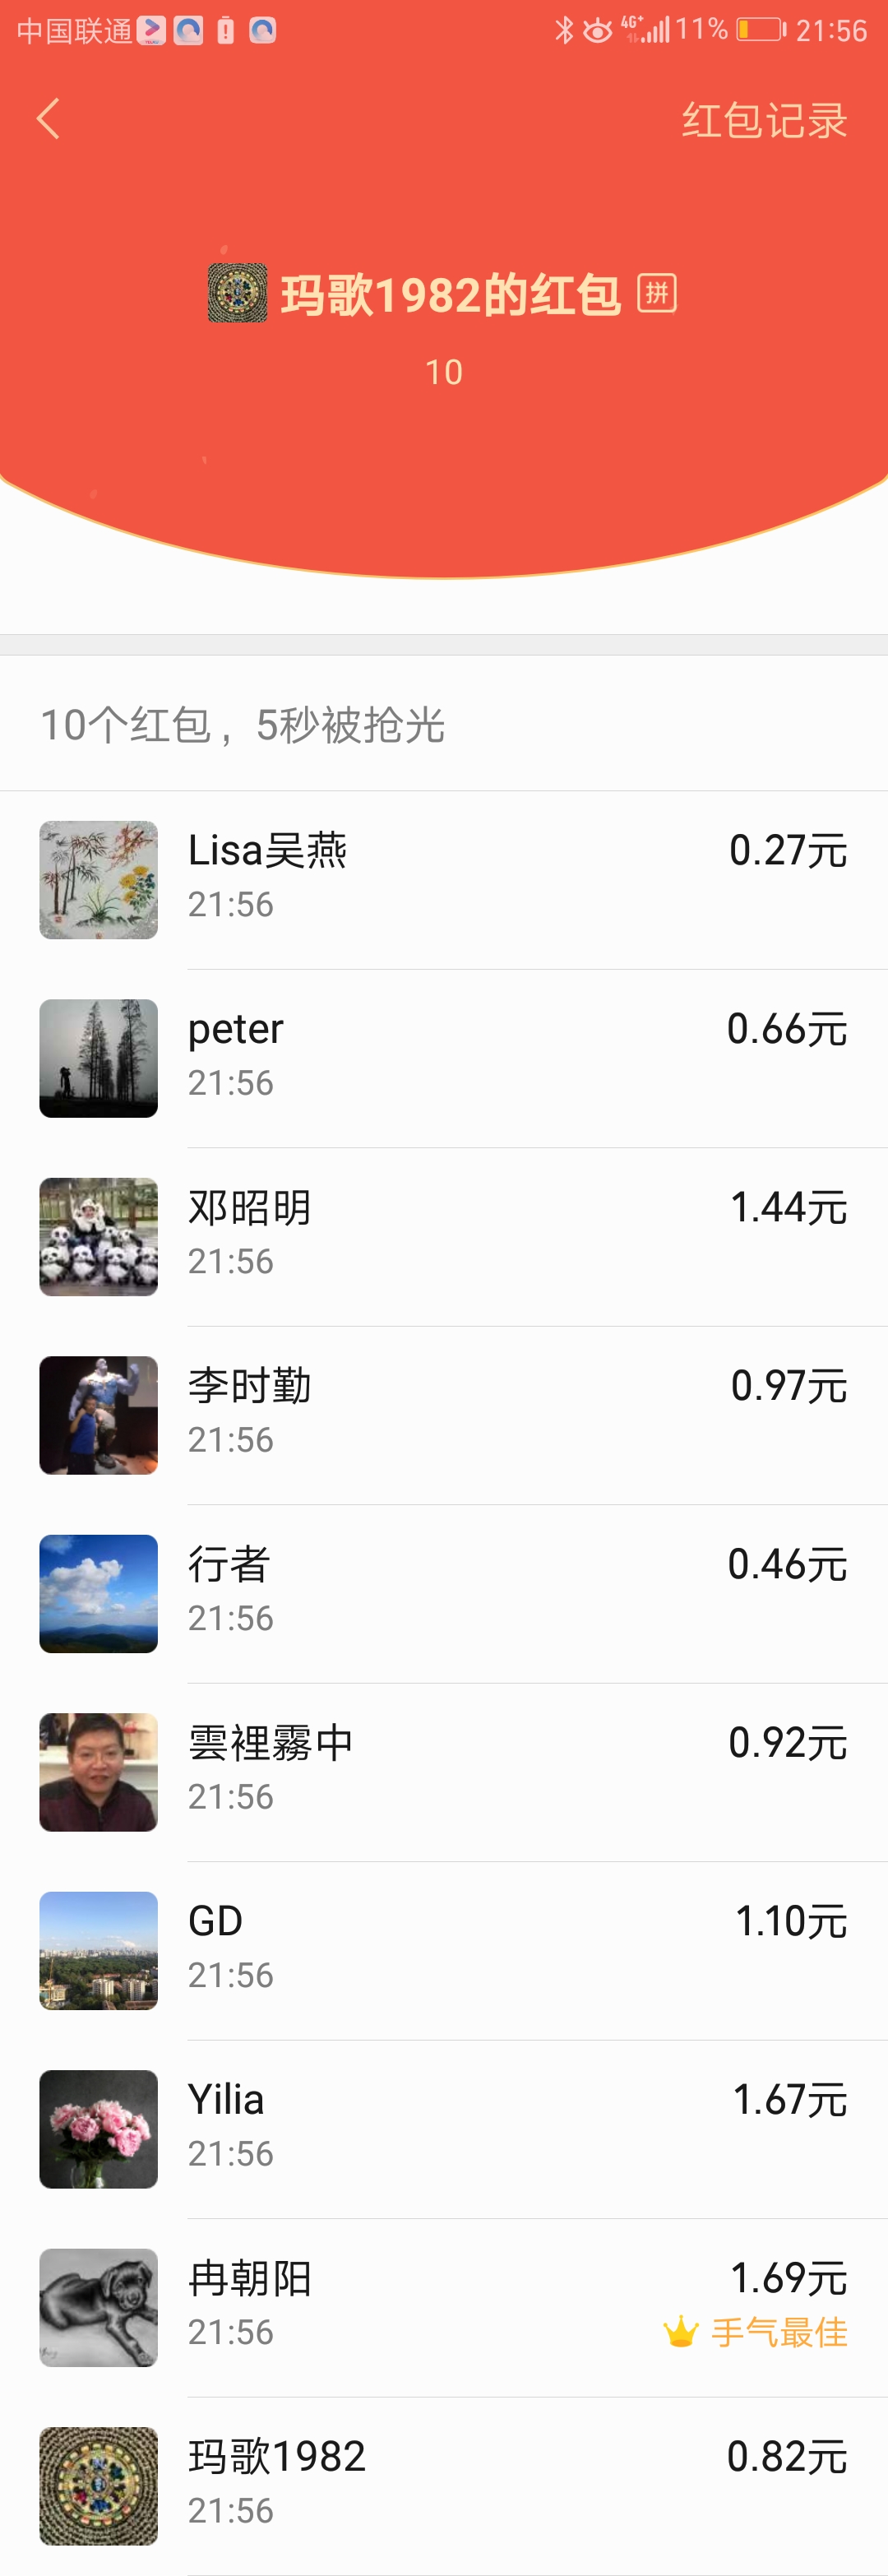 中国联通 4G+ 11% 21:56
红包记录
玛歌1982的红包 拼
10
10个红包，5秒被抢光
Lisa吴燕 0.27元
21:56
peter 0.66元
21:56
邓昭明 1.44元
21:56
李时勤 0.97元
21:56
行者 0.46元
21:56
雲裡霧中 0.92元
21:56
GD 1.10元
21:56
Yilia 1.67元
21:56
冉朝阳 1.69元
21:56 手气最佳
玛歌1982 0.82元
21:56